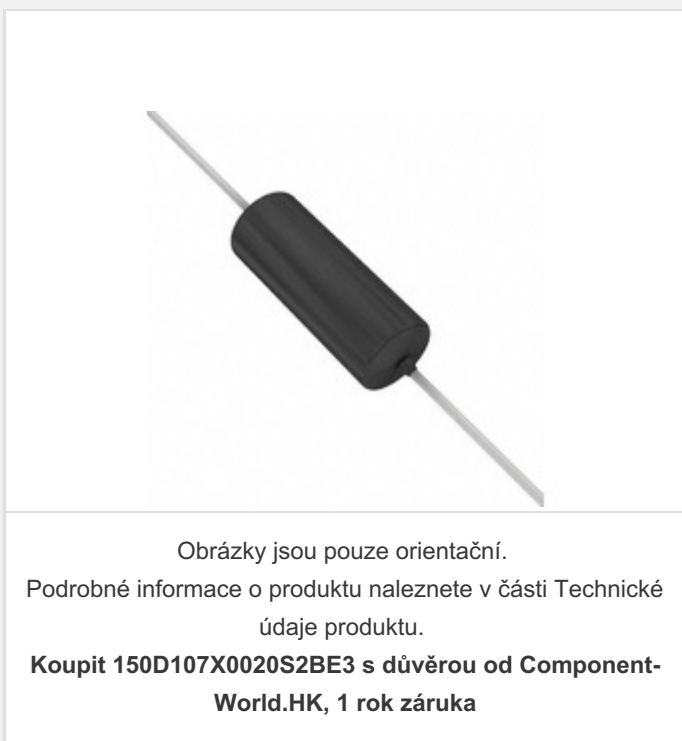 Obrázky jsou pouze orientační.
Podrobné informace o produktu naleznete v části Technické
údaje produktu.
Koupit 150D107X0020S2BE3 s důvěrou od Component-
World.HK, 1 rok záruka